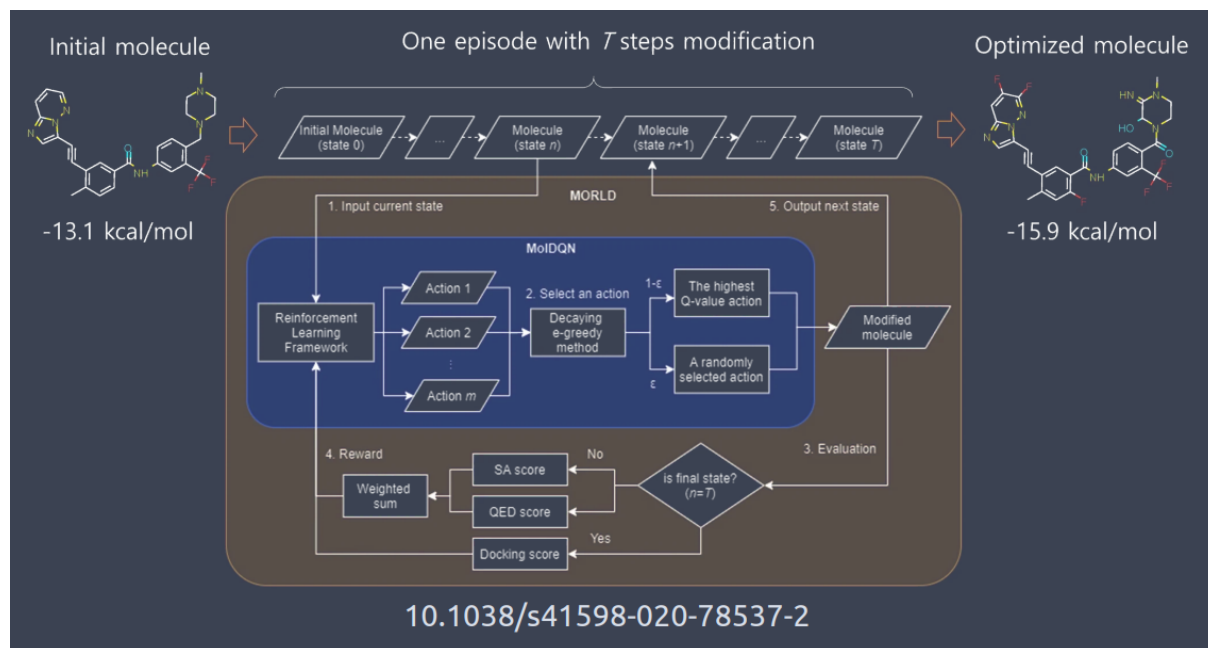 Initial molecule
One episode with T steps modification
Optimized molecule
N
N
N
N
N
O
NH
F
F
F
-13.1 kcal/mol
Initial Molecule
(state 0)
...
Molecule
(state n)
Molecule
(state n+1)
...
Molecule
(state T)
F
F
N
N
N
HN
N
HO
N
O
O
NH
F
F
F
F
-15.9 kcal/mol
MORLD
1. Input current state
5. Output next state
MolDQN
Reinforcement
Learning
Framework
Action 1
Action 2
⋮
Action m
2. Select an action
Decaying
e-greedy
method
1-ε
ε
The highest
Q-value action
A randomly
selected action
Modified
molecule
3. Evaluation
4. Reward
Weighted
sum
SA score
QED score
Docking score
No
Yes
is final state?
(n=T)
10.1038/s41598-020-78537-2